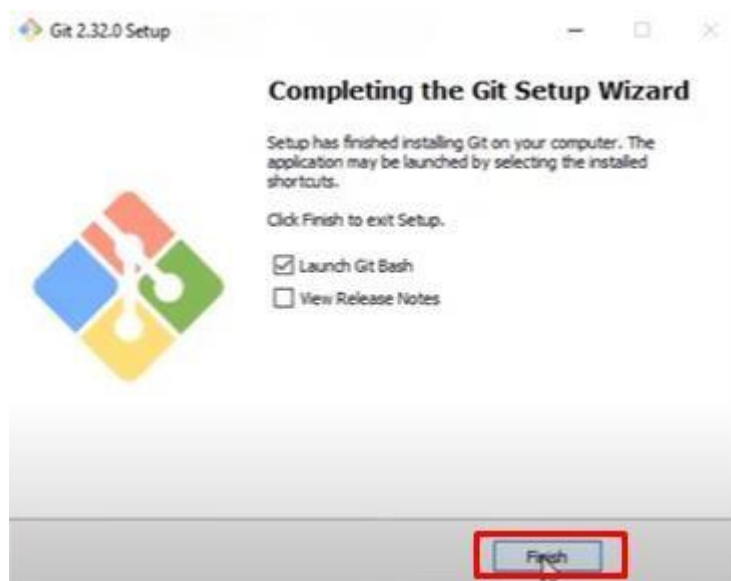 Git 2.32.0 Setup
Completing the Git Setup Wizard
Setup has finished installing Git on your computer. The
application may be launched by selecting the installed
shortcuts.
Click Finish to exit Setup.
Launch Git Bash
View Release Notes
Finish